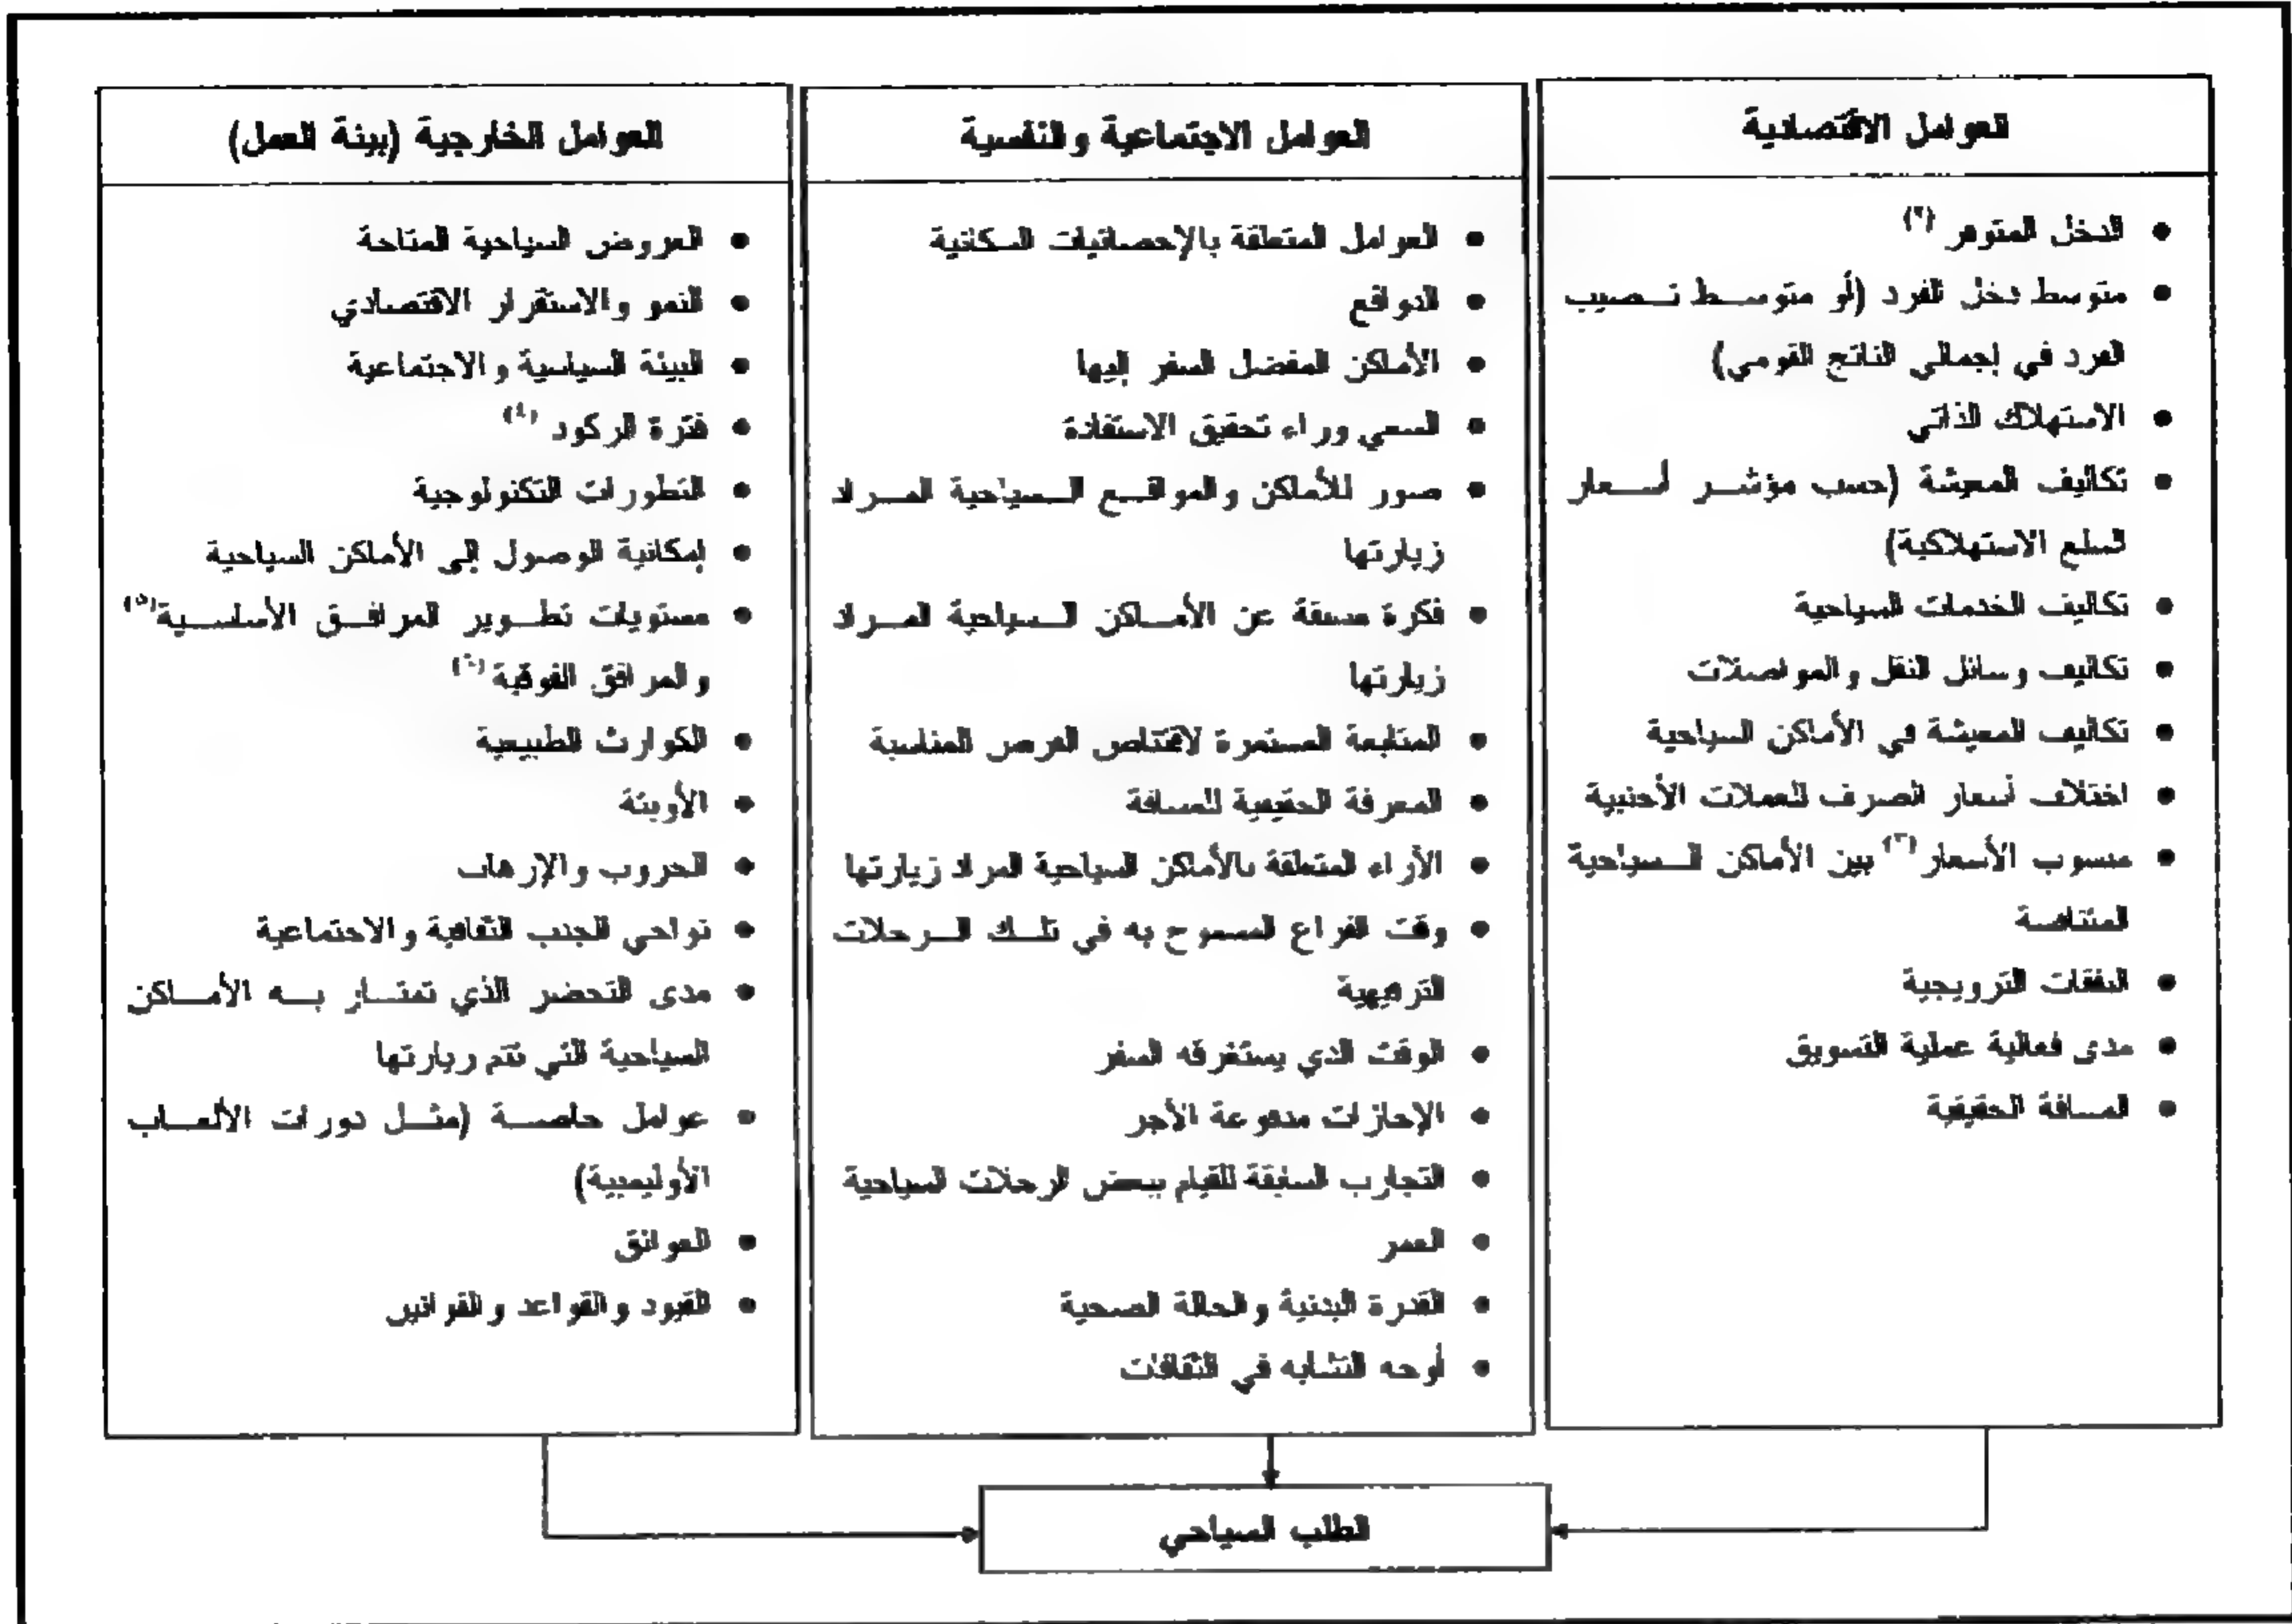 العوامل الاقتصادية
الدخل المتوفر (٢)
متوسط دخل الفرد (أو متوسط نصيب
الفرد في إجمالي الناتج القومي)
الاستهلاك الذاتي
تكاليف المعيشة (حسب مؤشر أسعار
السلع الاستهلاكية)
تكاليف الخدمات السياحية
تكاليف وسائل النقل والمواصلات
تكاليف المعيشة في الأماكن السياحية
اختلاف أسعار الصرف للعملات الأجنبية
منسوب الأسعار (٣) بين الأماكن السياحية
المتنافسة
النفقات الترويجية
مدى فعالية عملية التسويق
المسافة الحقيقية
العوامل الاجتماعية والنفسية
العوامل المتعلقة بالإحصائيات السكانية
الدوافع
الأماكن المفضل السفر إليها
السعي وراء تحقيق الاستفادة
صور للأماكن والمواقع السياحية المراد
زيارتها
فكرة مسبقة عن الأماكن السياحية المراد
زيارتها
المتابعة المستمرة لاقتناص الفرص المناسبة
المعرفة الحقيقية للمسافة
الآراء المتعلقة بالأماكن السياحية المراد زيارتها
وقت الفراغ المسموح به في تلك الرحلات
الترفيهية
الوقت الذي يستغرقه السفر
الإجازات مدفوعة الأجر
التجارب السابقة للقيام ببعض الرحلات السياحية
العمر
القدرة البدنية والحالة الصحية
أوجه التشابه في الثقافات
العوامل الخارجية (بيئة العمل)
العروض السياحية المتاحة
النمو والاستقرار الاقتصادي
البيئة السياسية والاجتماعية
فترة الركود (٤)
التطورات التكنولوجية
إمكانية الوصول إلى الأماكن السياحية
مستويات تطوير المرافق الأساسية (٥)
والمرافق الفوقية (٦)
الكوارث الطبيعية
الأوبئة
الحروب والإرهاب
نواحي الجذب الثقافية والاجتماعية
مدى التحضر الذي تمتاز به الأماكن
السياحية التي تتم زيارتها
عوامل خاصة (مثل دورات الألعاب
الأوليمبية)
العوائق
القيود والقواعد والقوانين
الطلب السياحي